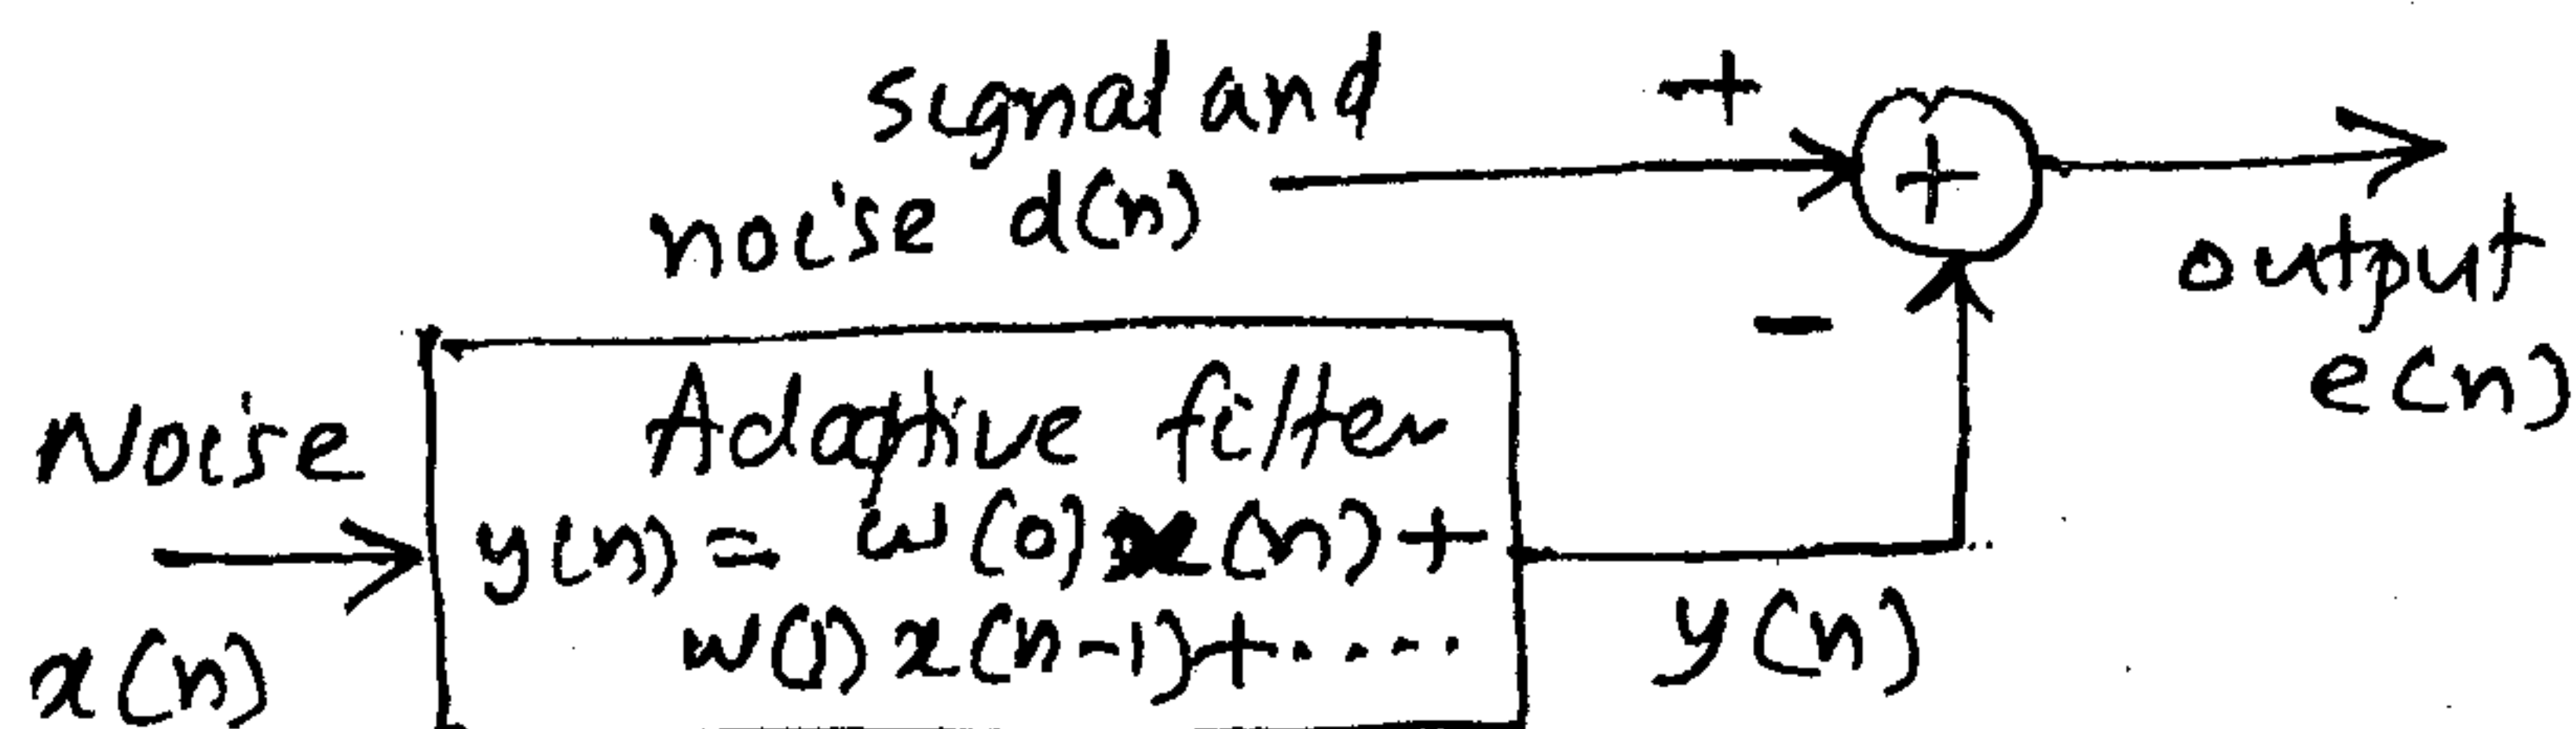 signal and
noise d(n)
+
+
-
output
e(n)
Noise
x(n)
Adaptive filter
y(n) = w(0)x(n) +
w(1)x(n-1)+.....
y(n)